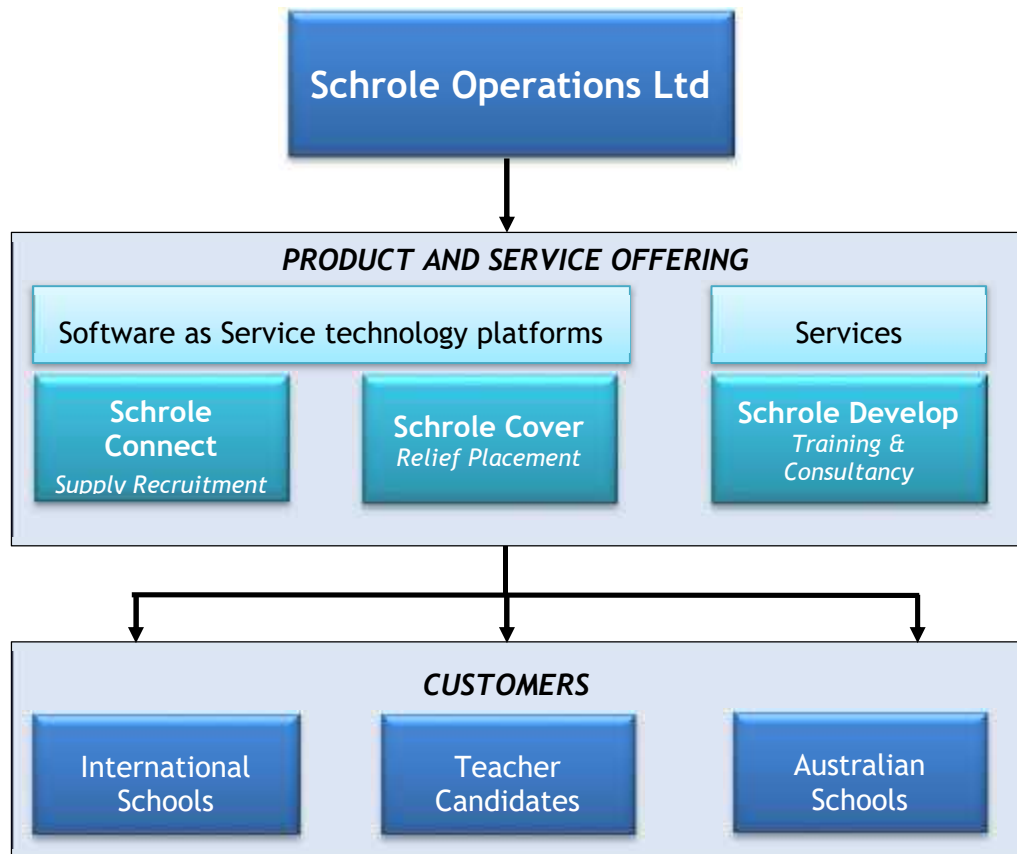 Schrole Operations Ltd
PRODUCT AND SERVICE OFFERING
Software as Service technology platforms
Services
Schrole
Connect
Supply Recruitment
Schrole Cover
Relief Placement
Schrole Develop
Training &
Consultancy
CUSTOMERS
International
Schools
Teacher
Candidates
Australian
Schools